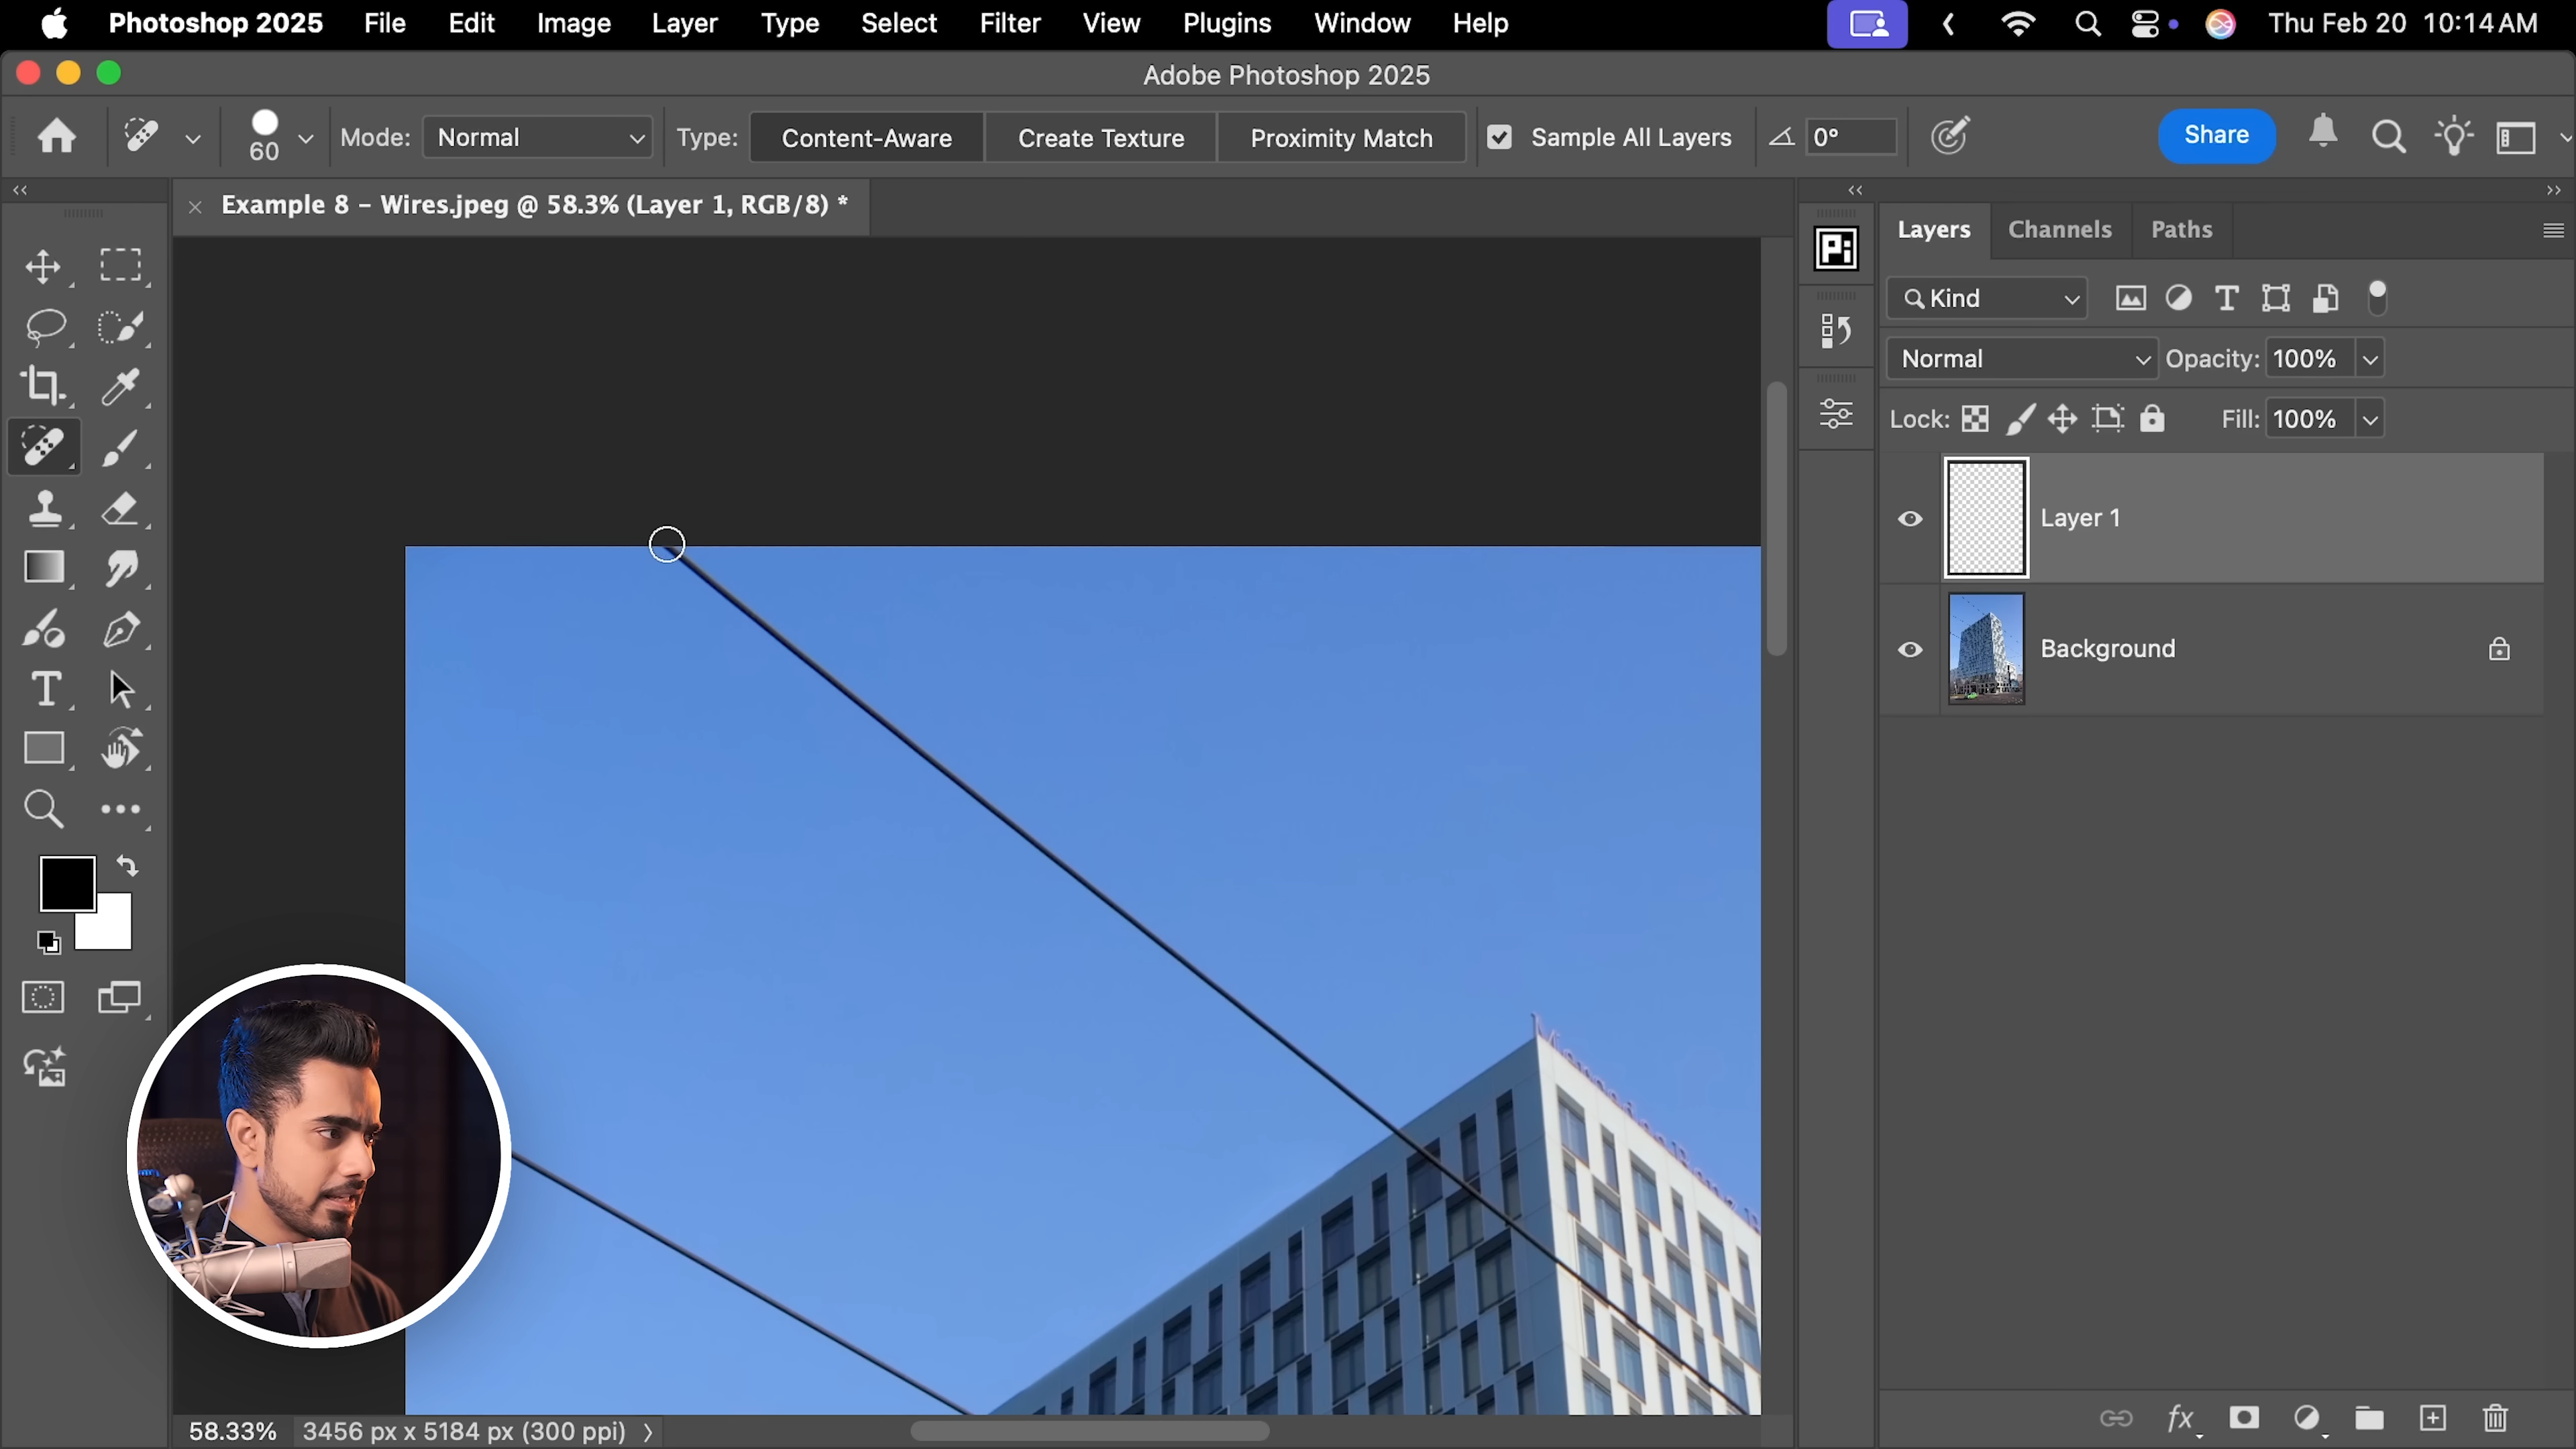 Photoshop 2025 File Edit Image Layer Type Select Filter View Plugins Window Help Thu Feb 20 10:14 AM
Adobe Photoshop 2025
60 Mode: Normal Type: Content-Aware Create Texture Proximity Match Sample All Layers 0° Share
Example 8 – Wires.jpeg @ 58.3% (Layer 1, RGB/8) *
Pi
Layers Channels Paths
Kind
Normal Opacity: 100%
Lock: Fill: 100%
Layer 1
Background
58.33% 3456 px x 5184 px (300 ppi)
fx